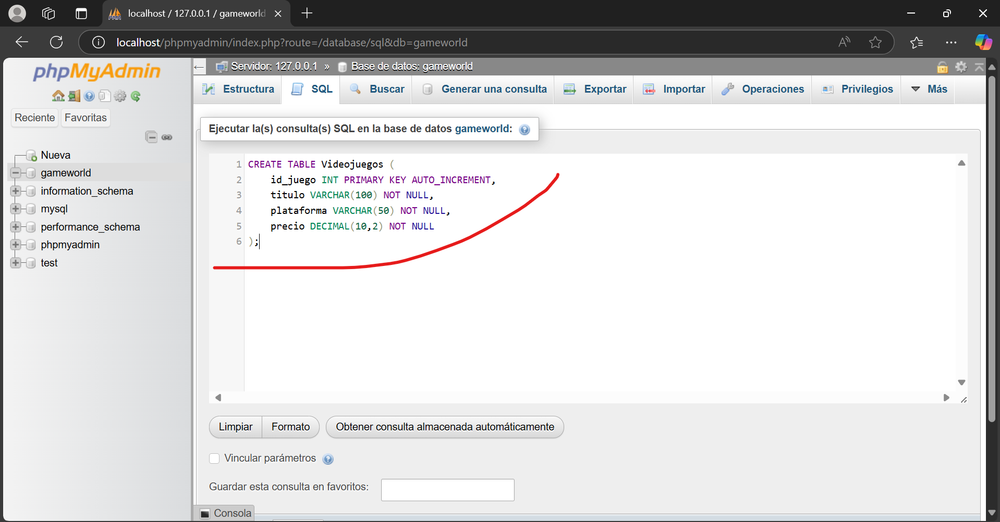 localhost / 127.0.0.1 / gameworld
localhost/phpmyadmin/index.php?route=/database/sql&db=gameworld
phpMyAdmin
Reciente
Favoritas
Nueva
gameworld
information_schema
mysql
performance_schema
phpmyadmin
test
Servidor: 127.0.0.1 » Base de datos: gameworld
Estructura
SQL
Buscar
Generar una consulta
Exportar
Importar
Operaciones
Privilegios
Más
Ejecutar la(s) consulta(s) SQL en la base de datos gameworld:
1 CREATE TABLE Videojuegos (
2 id_juego INT PRIMARY KEY AUTO_INCREMENT,
3 titulo VARCHAR(100) NOT NULL,
4 plataforma VARCHAR(50) NOT NULL,
5 precio DECIMAL(10,2) NOT NULL
6 );
Limpiar
Formato
Obtener consulta almacenada automáticamente
Vincular parámetros
Guardar esta consulta en favoritos:
Consola